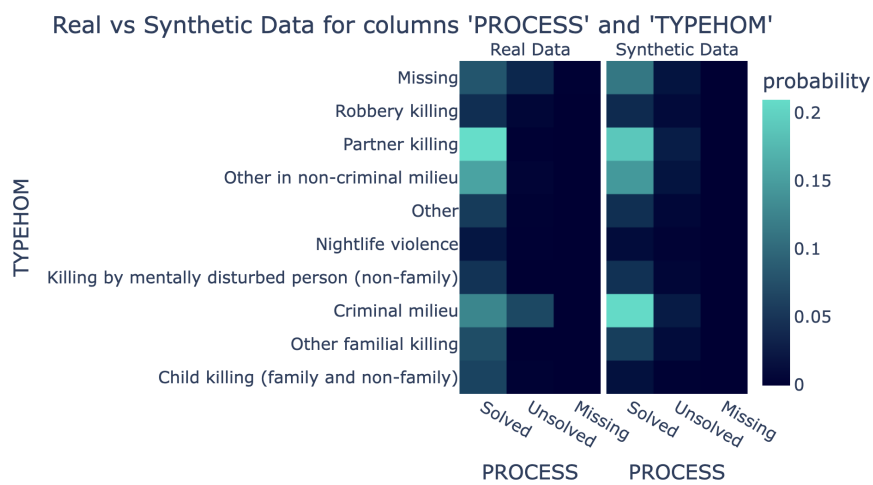 Real vs Synthetic Data for columns 'PROCESS' and 'TYPEHOM'
Real Data
Synthetic Data
probability
TYPEHOM
Missing
Robbery killing
Partner killing
Other in non-criminal milieu
Other
Nightlife violence
Killing by mentally disturbed person (non-family)
Criminal milieu
Other familial killing
Child killing (family and non-family)
0.2
0.15
0.1
0.05
0
Solved
Unsolved
Missing
Solved
Unsolved
Missing
PROCESS
PROCESS